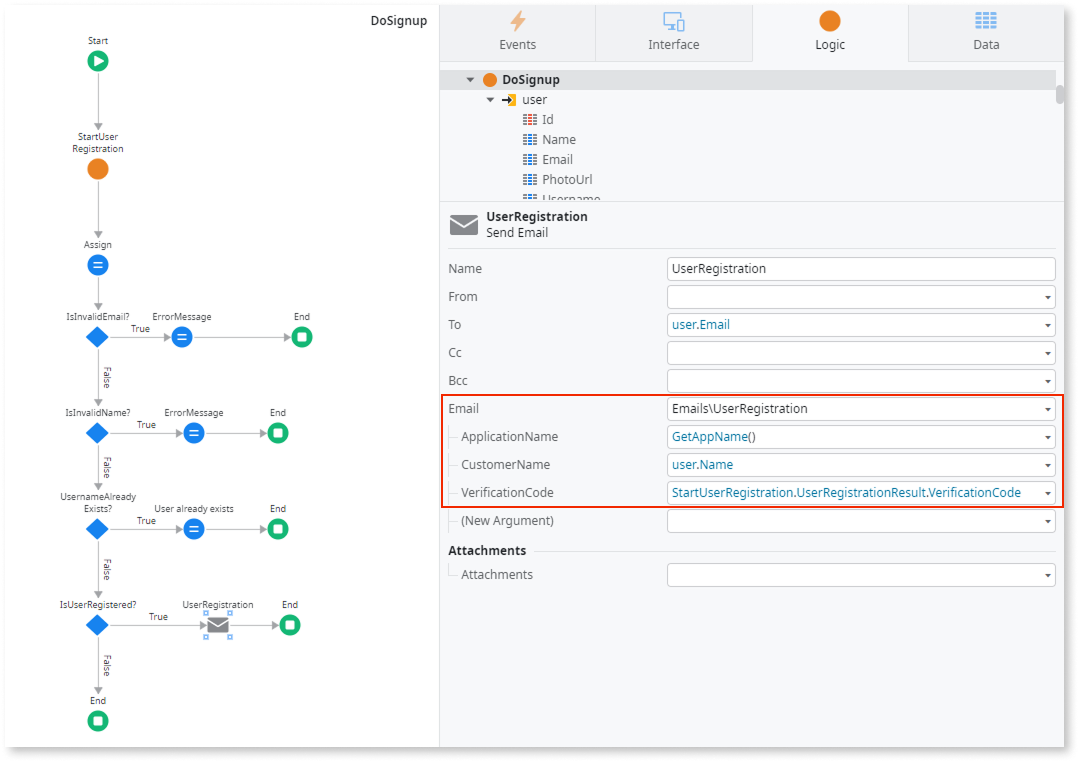 DoSignup
Start
StartUser
Registration
Assign
IsInvalidEmail?
True
ErrorMessage
End
False
IsInvalidName?
True
ErrorMessage
End
False
UsernameAlready
Exists?
True
User already exists
End
False
IsUserRegistered?
True
UserRegistration
End
False
End
Events
Interface
Logic
Data
DoSignup
user
Id
Name
Email
PhotoUrl
Username
UserRegistration
Send Email
Name
UserRegistration
From
To
user.Email
Cc
Bcc
Email
Emails\UserRegistration
ApplicationName
GetAppName()
CustomerName
user.Name
VerificationCode
StartUserRegistration.UserRegistrationResult.VerificationCode
(New Argument)
Attachments
Attachments